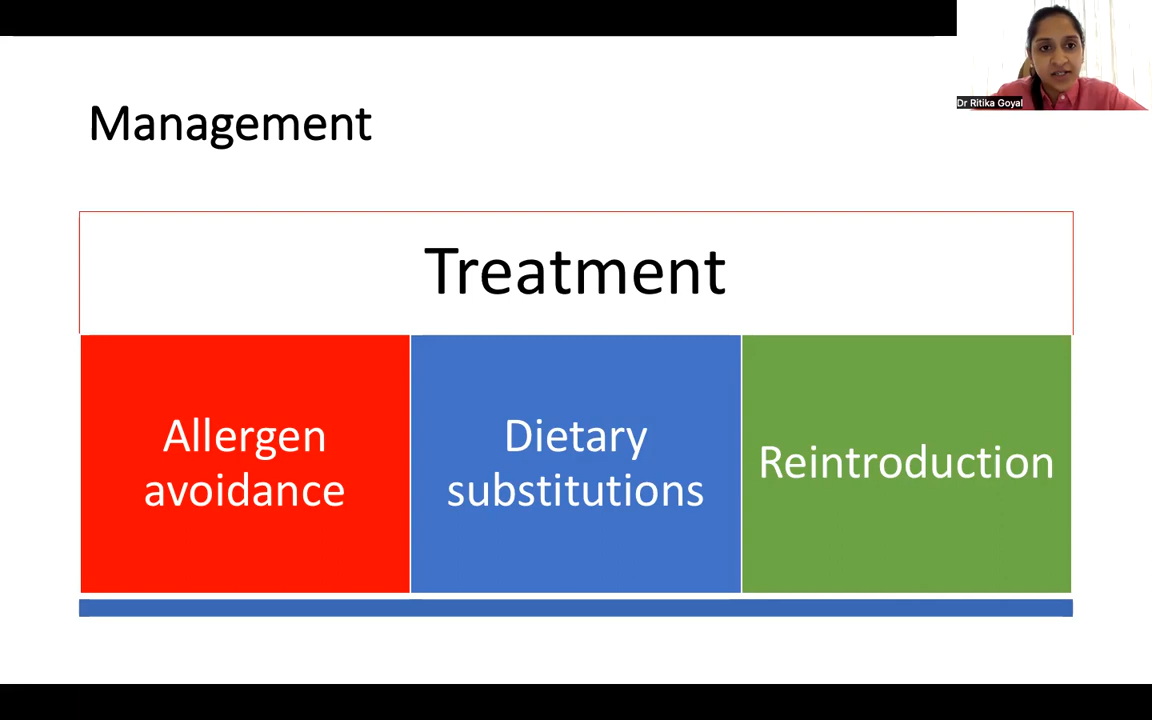 Dr Ritika Goyal
Management
Treatment
Allergen
avoidance
Dietary
substitutions
Reintroduction